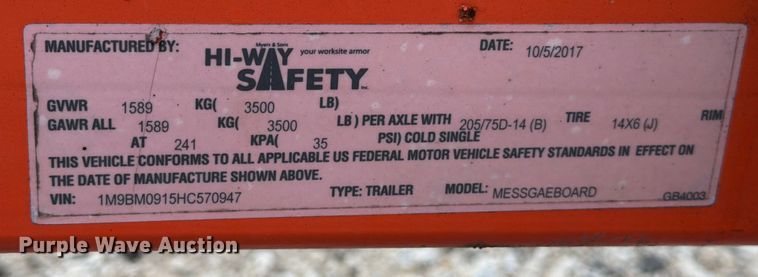 MANUFACTURED BY:
Myers & Sons
your worksite armor
HI-WAY
SAFETY INC.
DATE: 10/5/2017
GVWR 1589 KG( 3500 LB)
GAWR ALL 1589 KG( 3500 LB ) PER AXLE WITH 205/75D-14 (B) TIRE 14X6 (J) RIM
AT 241 KPA( 35 PSI) COLD SINGLE
THIS VEHICLE CONFORMS TO ALL APPLICABLE US FEDERAL MOTOR VEHICLE SAFETY STANDARDS IN EFFECT ON
THE DATE OF MANUFACTURE SHOWN ABOVE.
VIN: 1M9BM0915HC570947 TYPE: TRAILER MODEL: MESSGAEBOARD GB4003
Purple Wave Auction